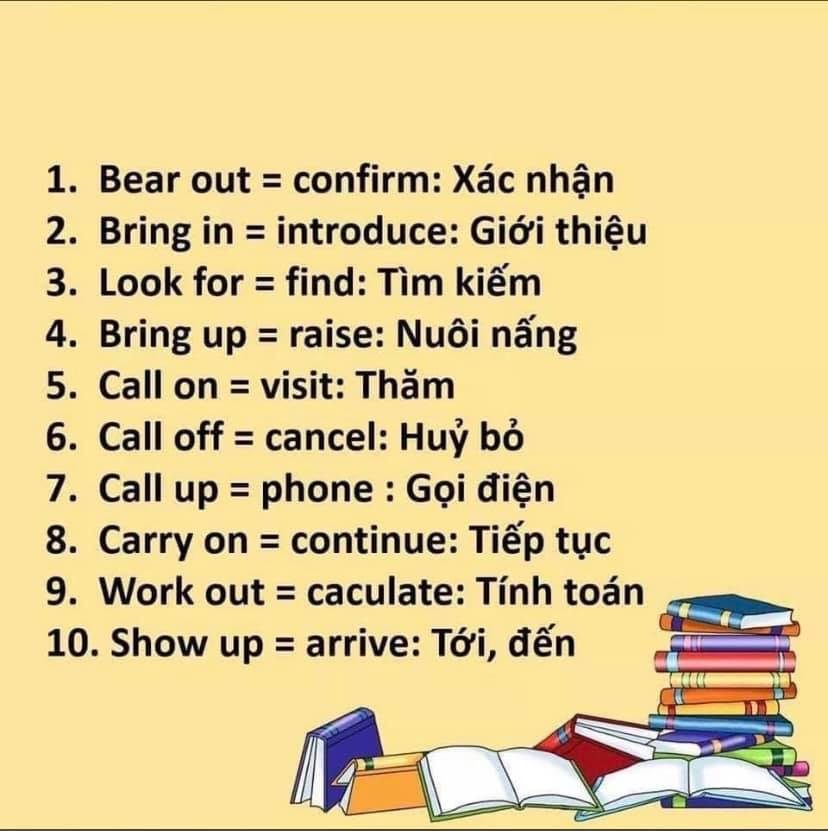 1. Bear out = confirm: Xác nhận
2. Bring in = introduce: Giới thiệu
3. Look for = find: Tìm kiếm
4. Bring up = raise: Nuôi nấng
5. Call on = visit: Thăm
6. Call off = cancel: Huỷ bỏ
7. Call up = phone : Gọi điện
8. Carry on = continue: Tiếp tục
9. Work out = caculate: Tính toán
10. Show up = arrive: Tới, đến